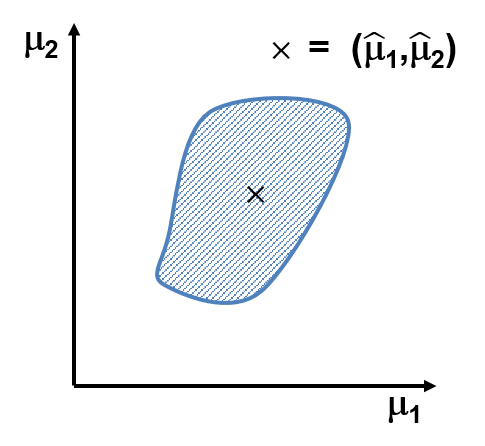 μ₂
× = (μ̂₁,μ̂₂)
×
μ₁